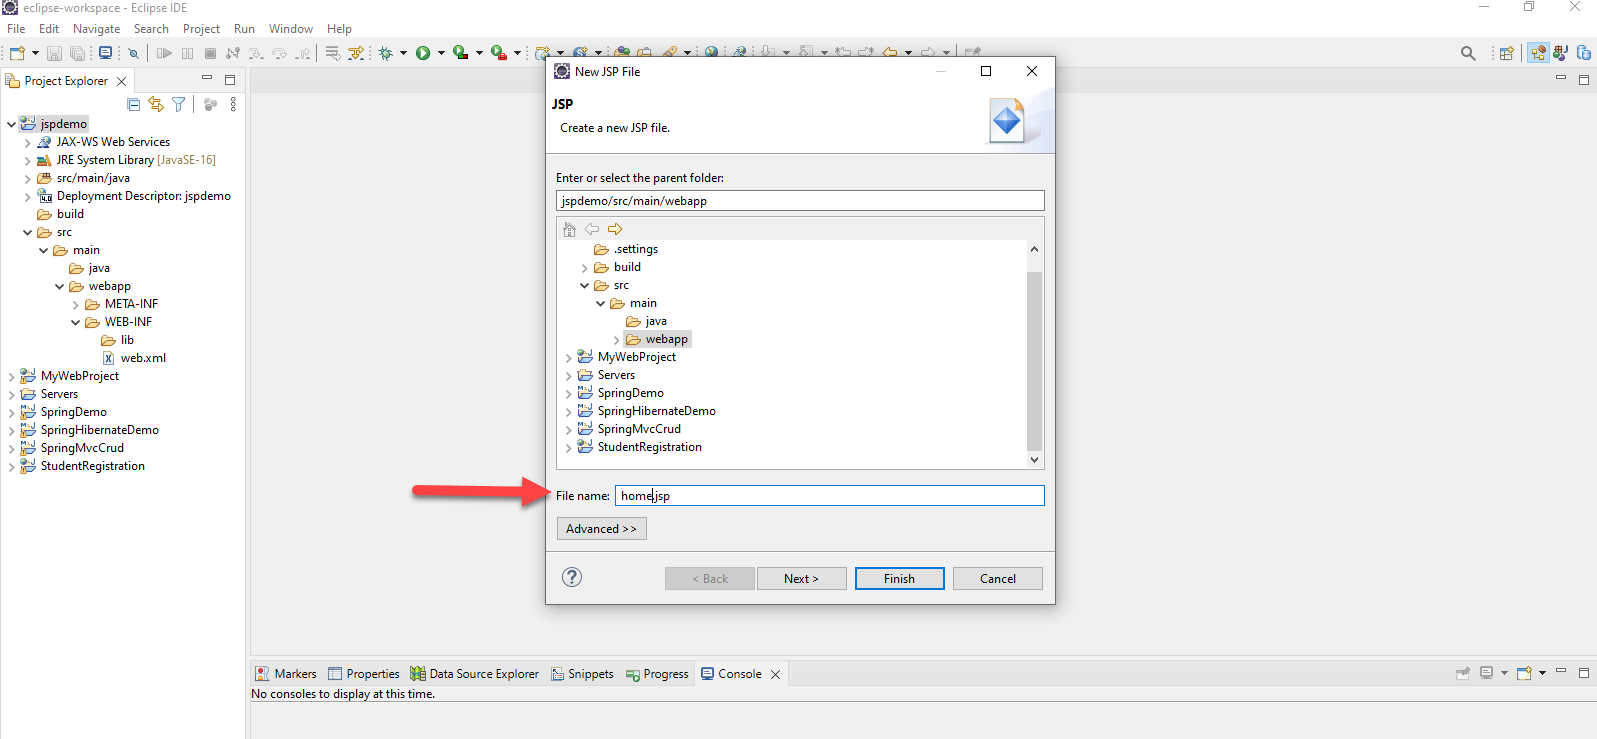 eclipse-workspace - Eclipse IDE
File Edit Navigate Search Project Run Window Help
Project Explorer
jspdemo
JAX-WS Web Services
JRE System Library [JavaSE-16]
src/main/java
4.0 Deployment Descriptor: jspdemo
build
src
main
java
webapp
META-INF
WEB-INF
lib
web.xml
MyWebProject
Servers
SpringDemo
SpringHibernateDemo
SpringMvcCrud
StudentRegistration
New JSP File
JSP
Create a new JSP file.
Enter or select the parent folder:
jspdemo/src/main/webapp
.settings
build
src
main
java
webapp
MyWebProject
Servers
SpringDemo
SpringHibernateDemo
SpringMvcCrud
StudentRegistration
File name: home.jsp
Advanced >>
< Back Next > Finish Cancel
Markers Properties Data Source Explorer Snippets Progress Console
No consoles to display at this time.